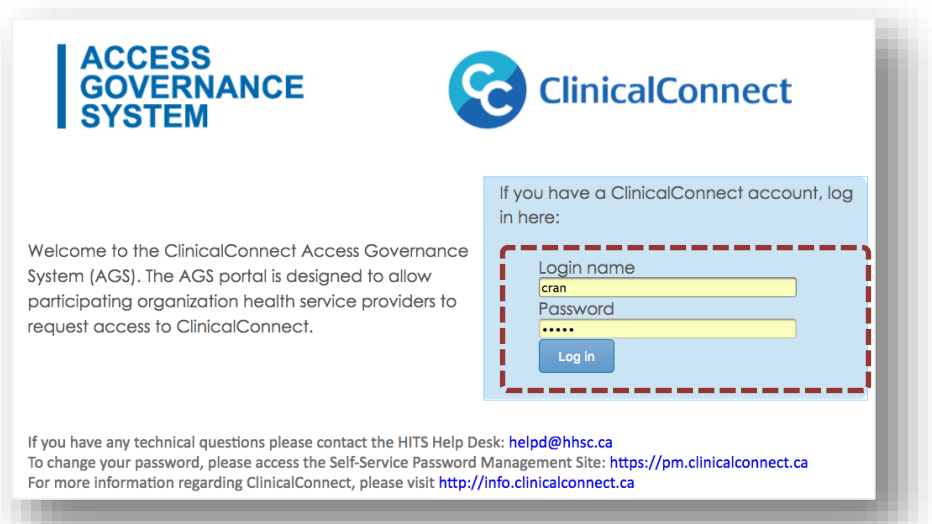 ACCESS
GOVERNANCE
SYSTEM
CC ClinicalConnect
If you have a ClinicalConnect account, log
in here:
Welcome to the ClinicalConnect Access Governance
System (AGS). The AGS portal is designed to allow
participating organization health service providers to
request access to ClinicalConnect.
Login name
cran
Password
•••••
Log in
If you have any technical questions please contact the HITS Help Desk: helpd@hhsc.ca
To change your password, please access the Self-Service Password Management Site: https://pm.clinicalconnect.ca
For more information regarding ClinicalConnect, please visit http://info.clinicalconnect.ca